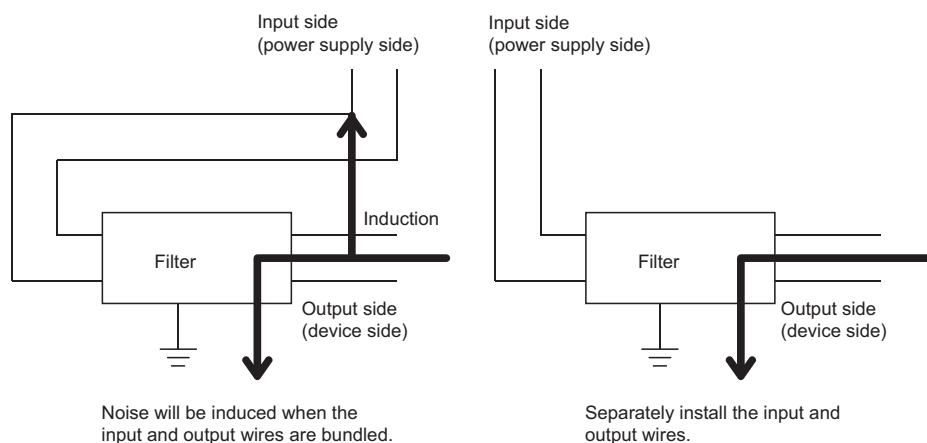 Input side
(power supply side)
Induction
Filter
Output side
(device side)
Noise will be induced when the
input and output wires are bundled.
Input side
(power supply side)
Filter
Output side
(device side)
Separately install the input and
output wires.